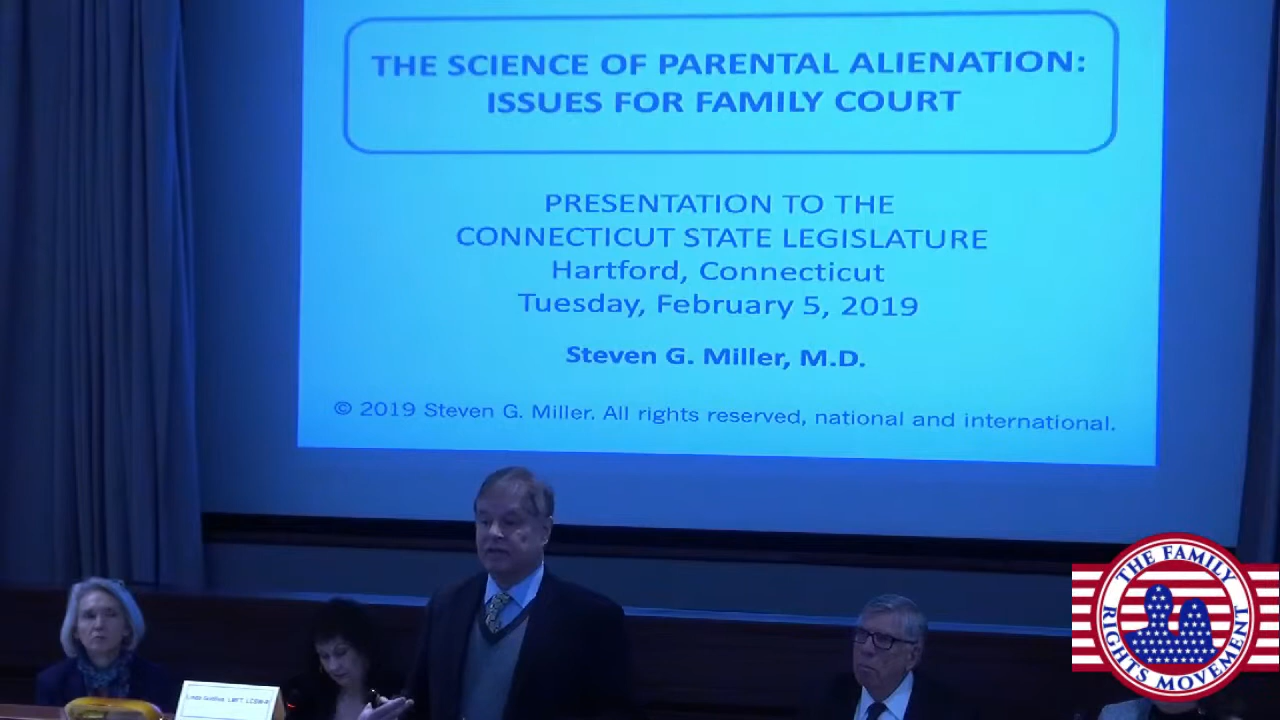 THE SCIENCE OF PARENTAL ALIENATION:
ISSUES FOR FAMILY COURT
PRESENTATION TO THE
CONNECTICUT STATE LEGISLATURE
Hartford, Connecticut
Tuesday, February 5, 2019
Steven G. Miller, M.D.
© 2019 Steven G. Miller. All rights reserved, national and international.
THE FAMILY
RIGHTS MOVEMENT